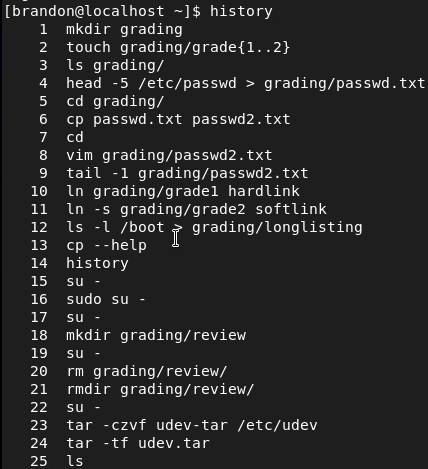 [brandon@localhost ~]$ history
1 mkdir grading
2 touch grading/grade{1..2}
3 ls grading/
4 head -5 /etc/passwd > grading/passwd.txt
5 cd grading/
6 cp passwd.txt passwd2.txt
7 cd
8 vim grading/passwd2.txt
9 tail -1 grading/passwd2.txt
10 ln grading/grade1 hardlink
11 ln -s grading/grade2 softlink
12 ls -l /boot > grading/longlisting
13 cp --help
14 history
15 su -
16 sudo su -
17 su -
18 mkdir grading/review
19 su -
20 rm grading/review/
21 rmdir grading/review/
22 su -
23 tar -czvf udev-tar /etc/udev
24 tar -tf udev.tar
25 ls